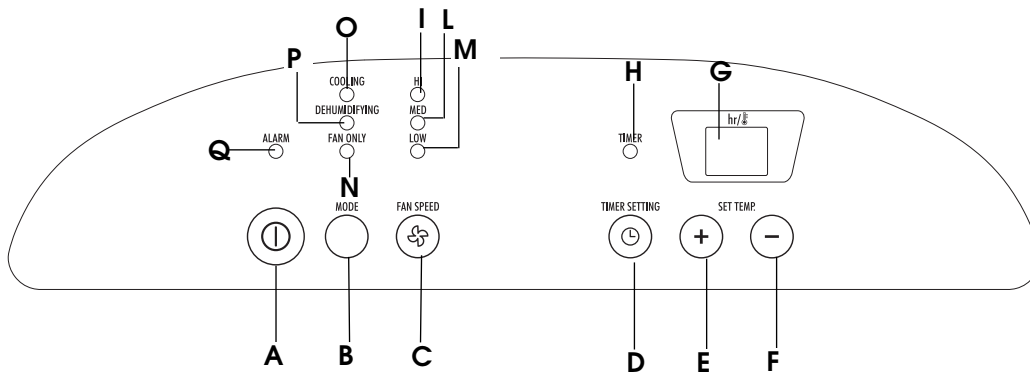 O I L
P M
H G
COOLING HI
hr/
DEHUMIDIFYING MED
ALARM FAN ONLY LOW TIMER
Q
N
MODE FAN SPEED TIMER SETTING SET TEMP.
+ −
A B C D E F